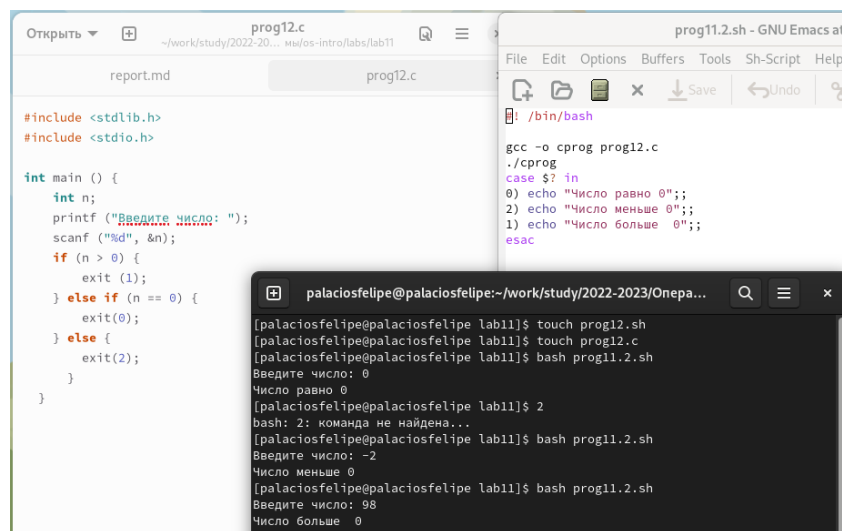 Открыть
prog12.c
~/work/study/2022-20... мы/os-intro/labs/lab11
report.md
prog12.c
#include <stdlib.h>
#include <stdio.h>
int main () {
int n;
printf ("Введите число: ");
scanf ("%d", &n);
if (n > 0) {
exit (1);
} else if (n == 0) {
exit(0);
} else {
exit(2);
}
}
prog11.2.sh - GNU Emacs at
File Edit Options Buffers Tools Sh-Script Help
Save Undo
#! /bin/bash
gcc -o cprog prog12.c
./cprog
case $? in
0) echo "Число равно 0";;
2) echo "Число меньше 0";;
1) echo "Число больше  0";;
esac
palaciosfelipe@palaciosfelipe:~/work/study/2022-2023/Опера...
[palaciosfelipe@palaciosfelipe lab11]$ touch prog12.sh
[palaciosfelipe@palaciosfelipe lab11]$ touch prog12.c
[palaciosfelipe@palaciosfelipe lab11]$ bash prog11.2.sh
Введите число: 0
Число равно 0
[palaciosfelipe@palaciosfelipe lab11]$ 2
bash: 2: команда не найдена...
[palaciosfelipe@palaciosfelipe lab11]$ bash prog11.2.sh
Введите число: -2
Число меньше 0
[palaciosfelipe@palaciosfelipe lab11]$ bash prog11.2.sh
Введите число: 98
Число больше  0